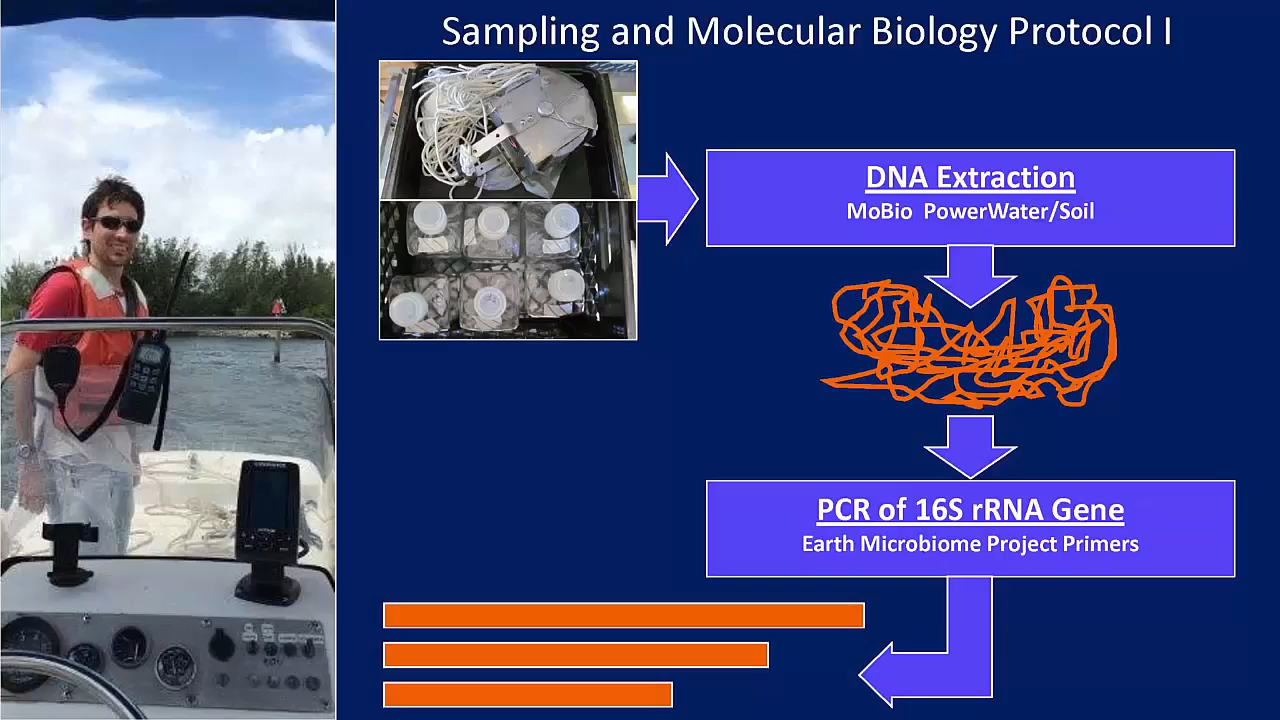 Sampling and Molecular Biology Protocol I
DNA Extraction
MoBio PowerWater/Soil
PCR of 16S rRNA Gene
Earth Microbiome Project Primers